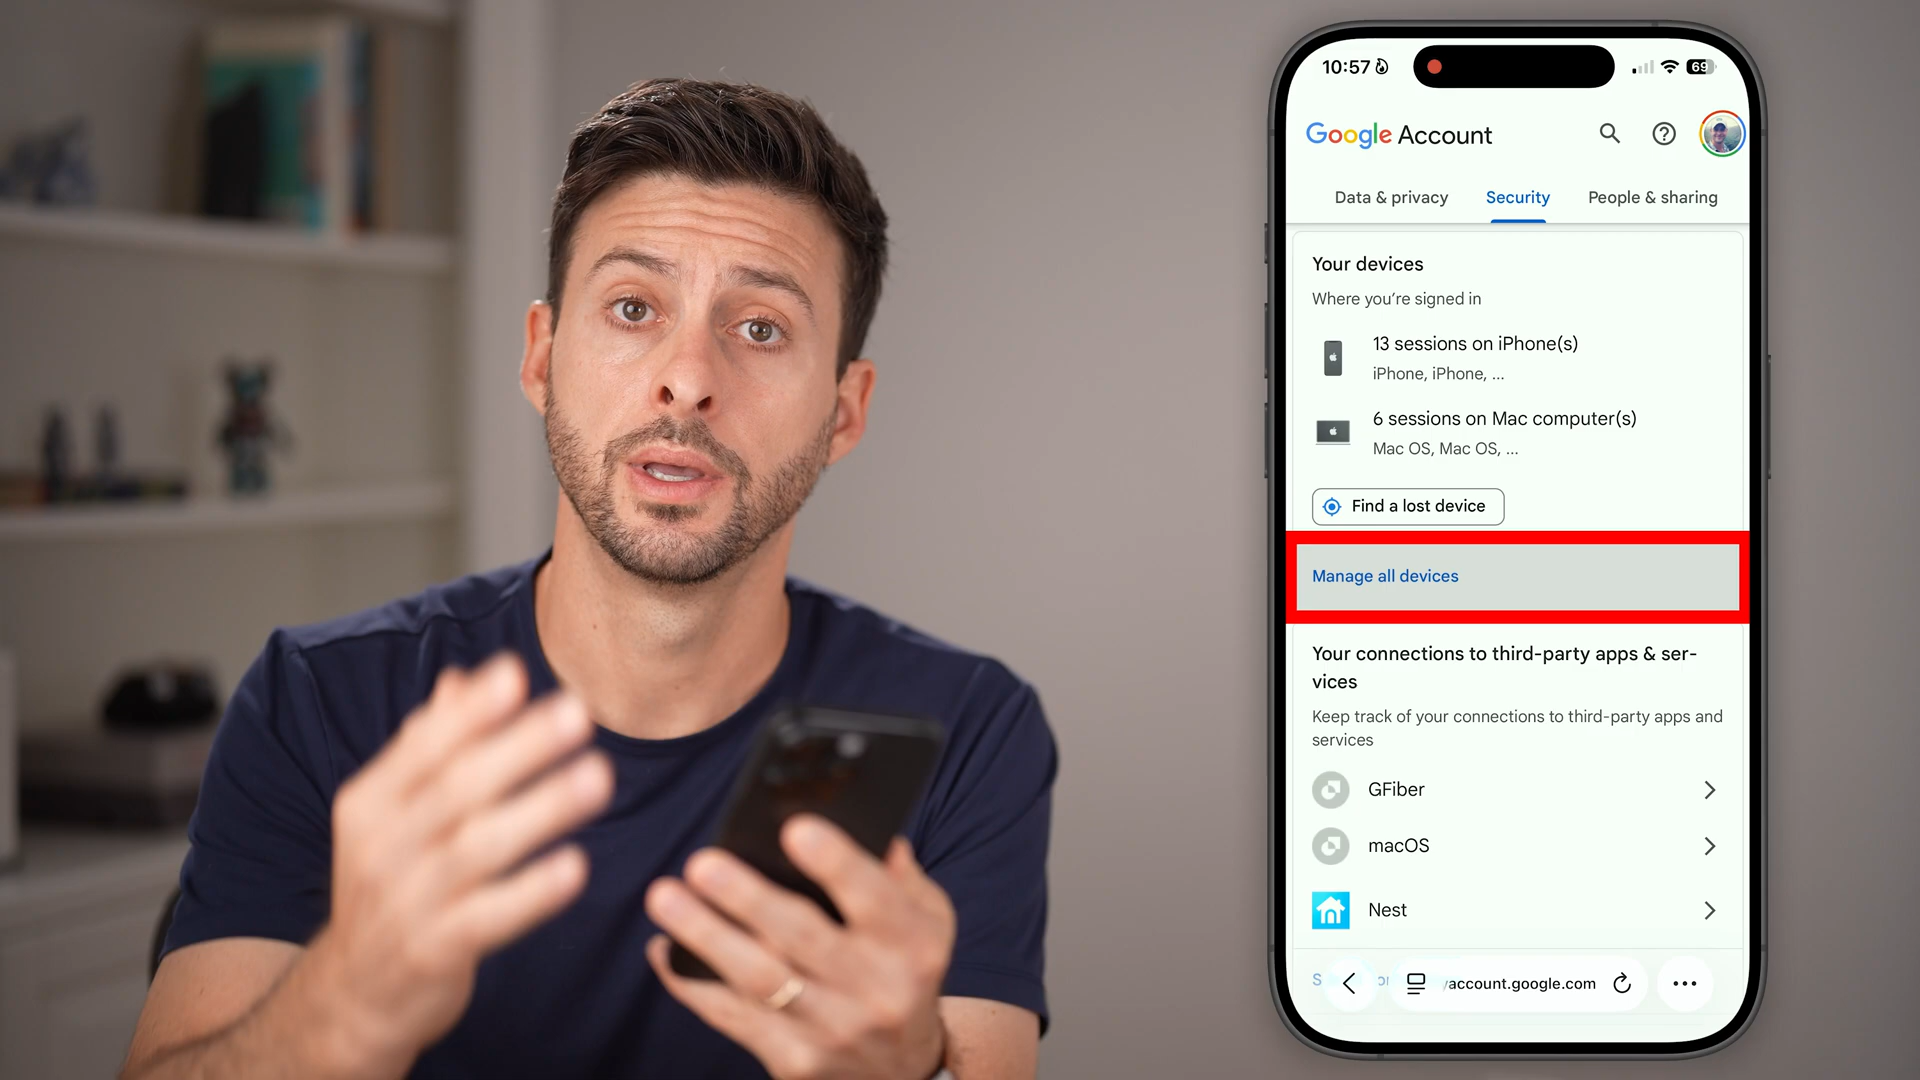 10:57
69
Google Account
Data & privacy
Security
People & sharing
Your devices
Where you're signed in
13 sessions on iPhone(s)
iPhone, iPhone, ...
6 sessions on Mac computer(s)
Mac OS, Mac OS, ...
Find a lost device
Manage all devices
Your connections to third-party apps & ser-
vices
Keep track of your connections to third-party apps and
services
GFiber
macOS
Nest
account.google.com